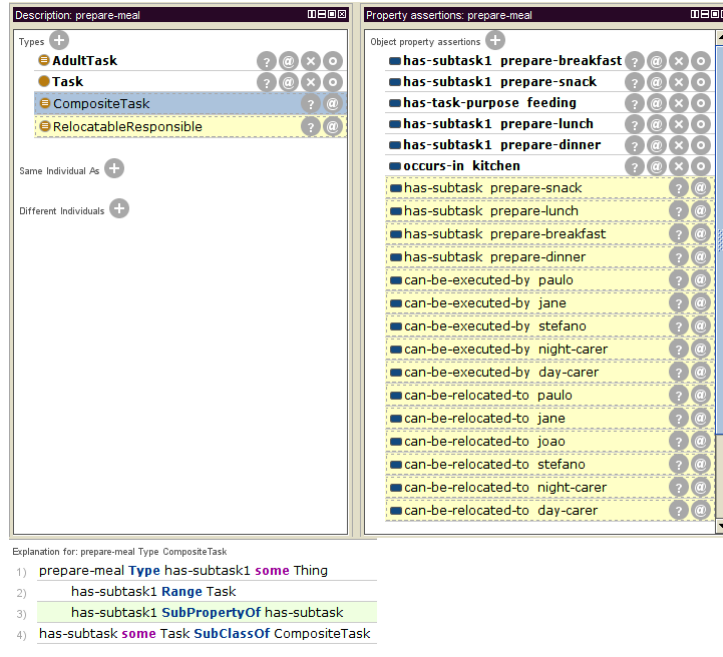 Description: prepare-meal
Types
AdultTask
Task
CompositeTask
RelocatableResponsible
Same Individual As
Different Individuals
Property assertions: prepare-meal
Object property assertions
has-subtask1 prepare-breakfast
has-subtask1 prepare-snack
has-task-purpose feeding
has-subtask1 prepare-lunch
has-subtask1 prepare-dinner
occurs-in kitchen
has-subtask prepare-snack
has-subtask prepare-lunch
has-subtask prepare-breakfast
has-subtask prepare-dinner
can-be-executed-by paulo
can-be-executed-by jane
can-be-executed-by stefano
can-be-executed-by night-carer
can-be-executed-by day-carer
can-be-relocated-to paulo
can-be-relocated-to jane
can-be-relocated-to joao
can-be-relocated-to stefano
can-be-relocated-to night-carer
can-be-relocated-to day-carer
Explanation for: prepare-meal Type CompositeTask
1) prepare-meal Type has-subtask1 some Thing
2) has-subtask1 Range Task
3) has-subtask1 SubPropertyOf has-subtask
4) has-subtask some Task SubClassOf CompositeTask